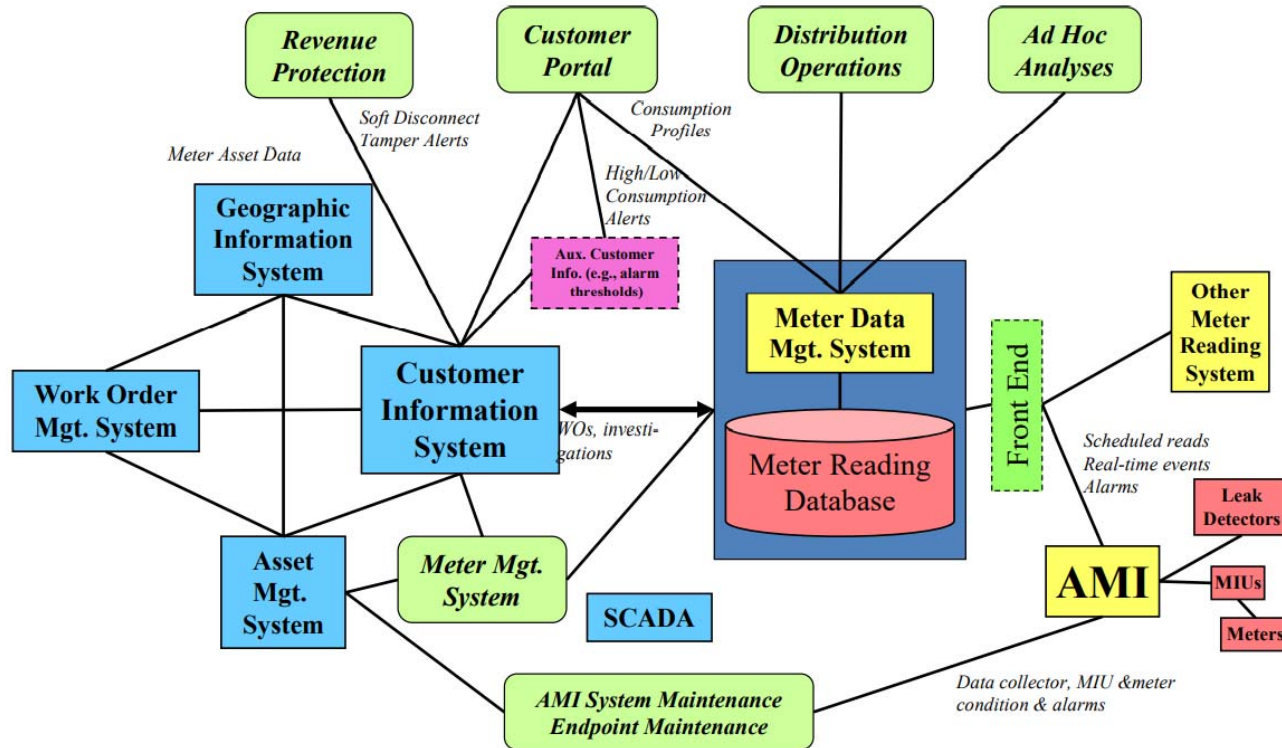 Revenue
Protection
Customer
Portal
Distribution
Operations
Ad Hoc
Analyses
Soft Disconnect
Tamper Alerts
Consumption
Profiles
Meter Asset Data
High/Low
Consumption
Alerts
Geographic
Information
System
Aux. Customer
Info. (e.g., alarm
thresholds)
Meter Data
Mgt. System
Other
Meter
Reading
System
Work Order
Mgt. System
Customer
Information
System
WOs, investi-
gations
Meter Reading
Database
Front End
Scheduled reads
Real-time events
Alarms
Leak
Detectors
Asset
Mgt.
System
Meter Mgt.
System
SCADA
AMI
MIUs
Meters
AMI System Maintenance
Endpoint Maintenance
Data collector, MIU &meter
condition & alarms